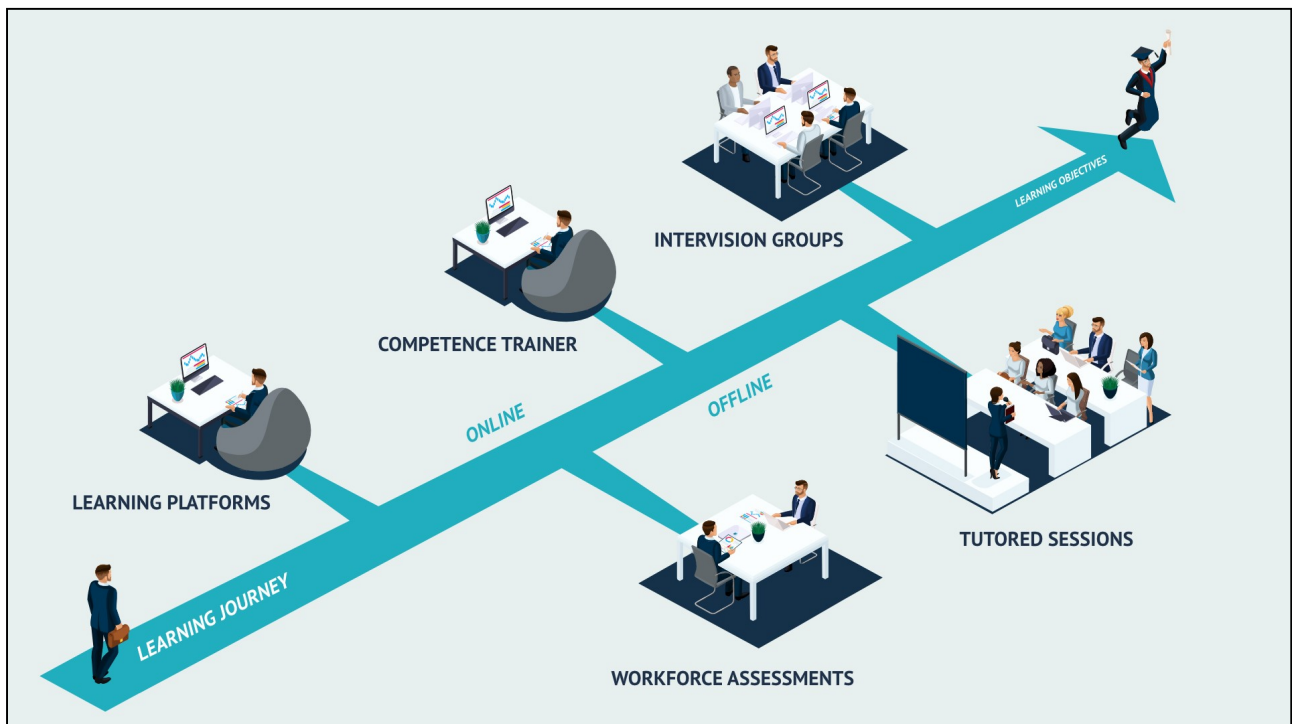 INTERVISION GROUPS
LEARNING OBJECTIVES
COMPETENCE TRAINER
OFFLINE
ONLINE
LEARNING PLATFORMS
TUTORED SESSIONS
LEARNING JOURNEY
WORKFORCE ASSESSMENTS